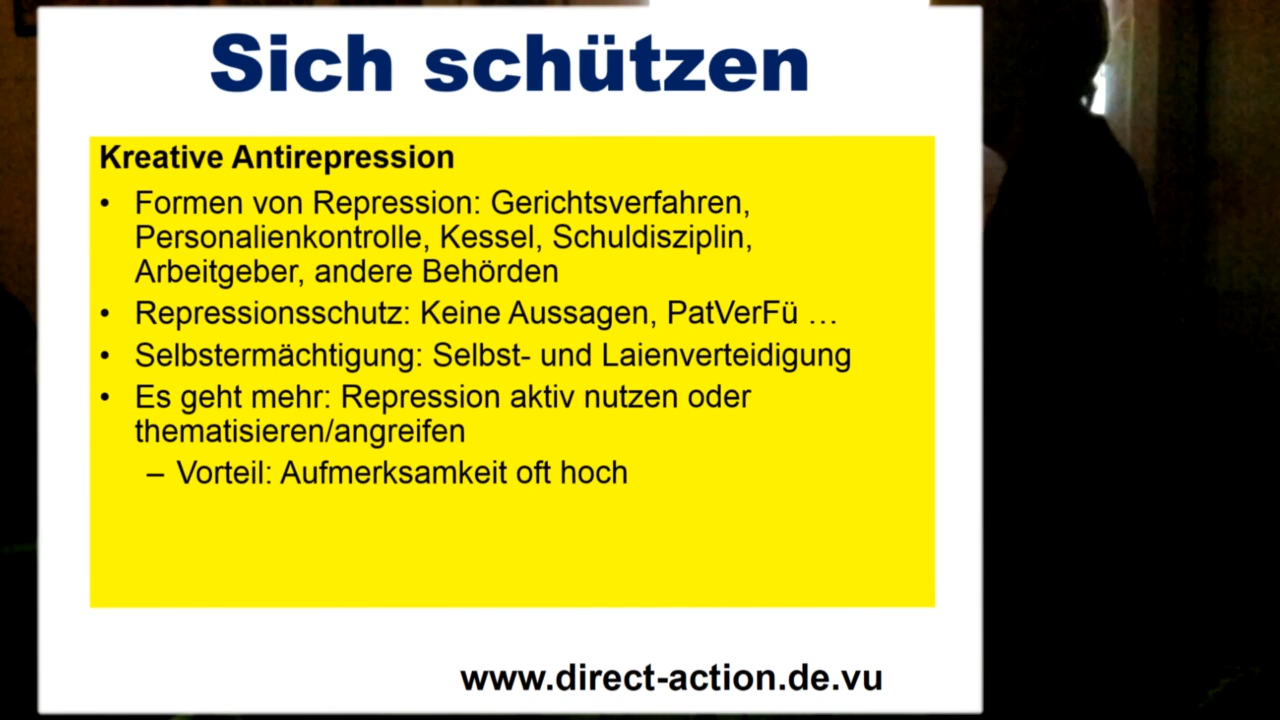 Sich schützen
Kreative Antirepression
• Formen von Repression: Gerichtsverfahren,
Personalienkontrolle, Kessel, Schuldisziplin,
Arbeitgeber, andere Behörden
• Repressionsschutz: Keine Aussagen, PatVerFü …
• Selbstermächtigung: Selbst- und Laienverteidigung
• Es geht mehr: Repression aktiv nutzen oder
thematisieren/angreifen
– Vorteil: Aufmerksamkeit oft hoch
www.direct-action.de.vu